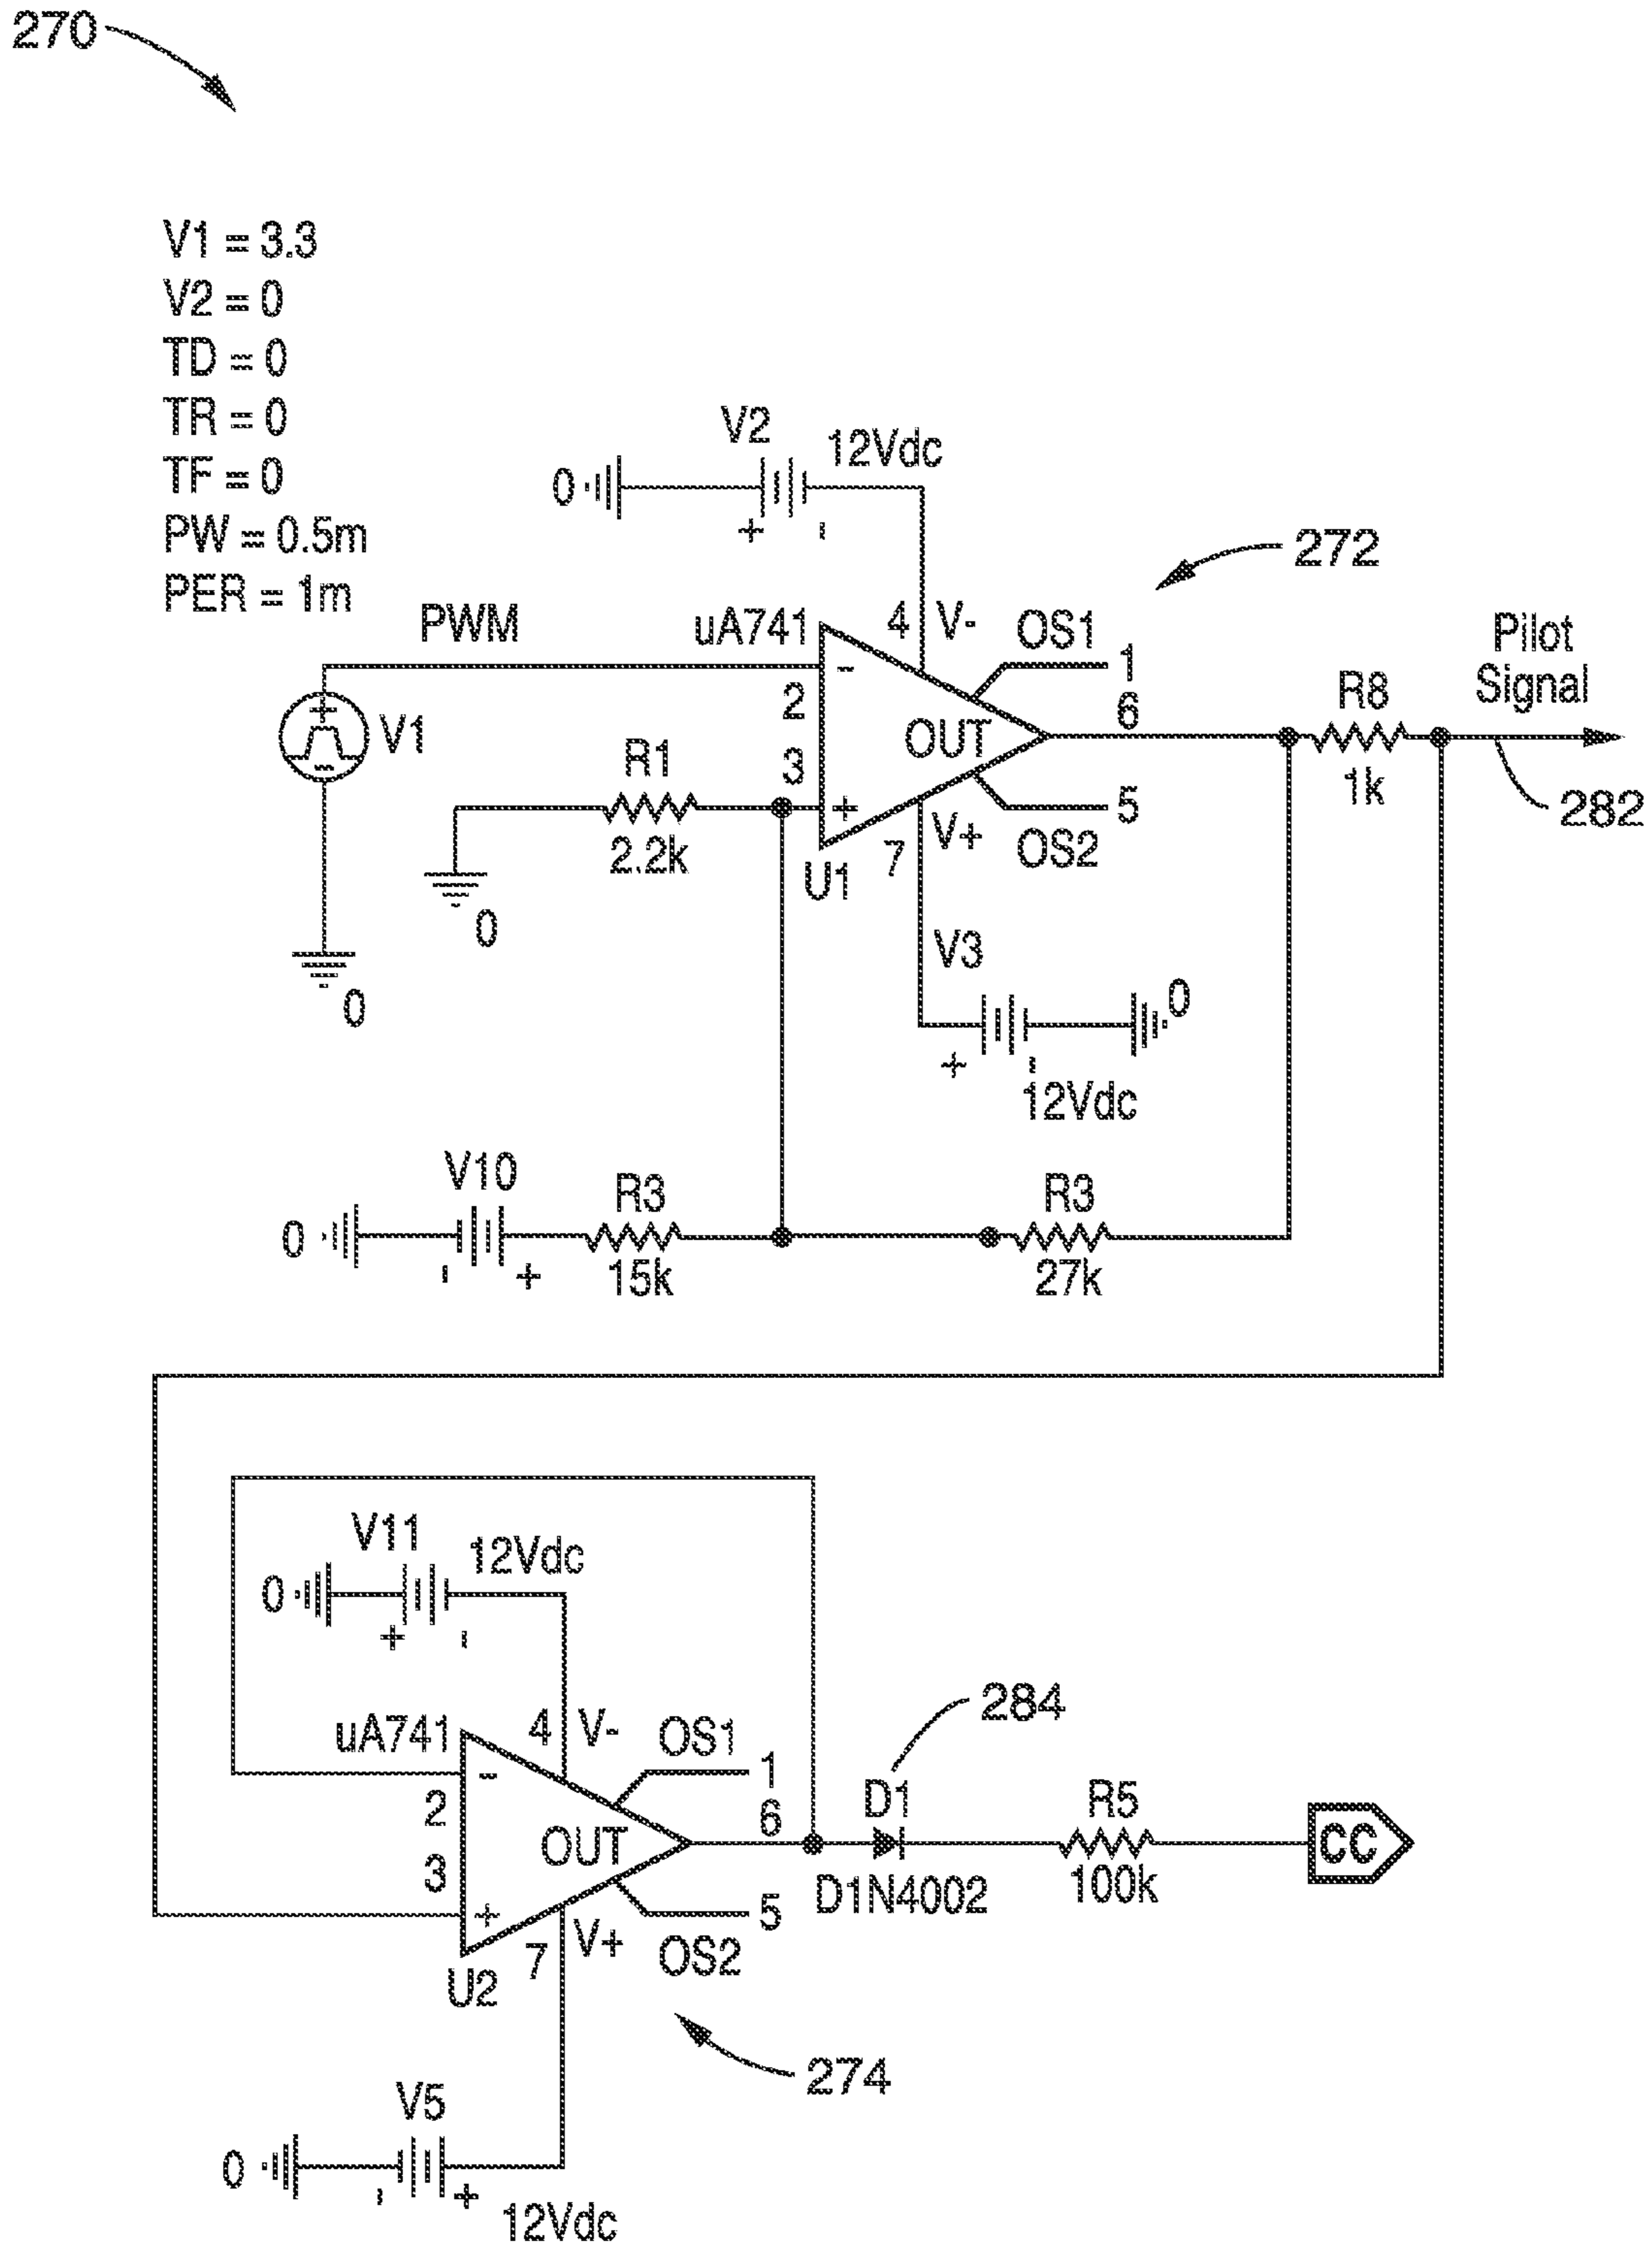 270
V1 = 3.3
V2 = 0
TD = 0
TR = 0
TF = 0
PW = 0.5m
PER = 1m
V2
12Vdc
0
+
-
272
PWM
uA741
4
V-
OS1
1
Pilot
Signal
-
2
6
R8
+
V1
-
OUT
1k
282
R1
3
2.2k
+
5
V+
OS2
7
U1
0
0
V3
0
+
-
12Vdc
V10
R3
R3
0
-
+
15k
27k
V11
12Vdc
0
+
-
284
uA741
4
V-
OS1
1
-
2
6
D1
R5
OUT
CC
3
D1N4002
100k
+
5
V+
OS2
7
U2
274
V5
0
-
+
12Vdc